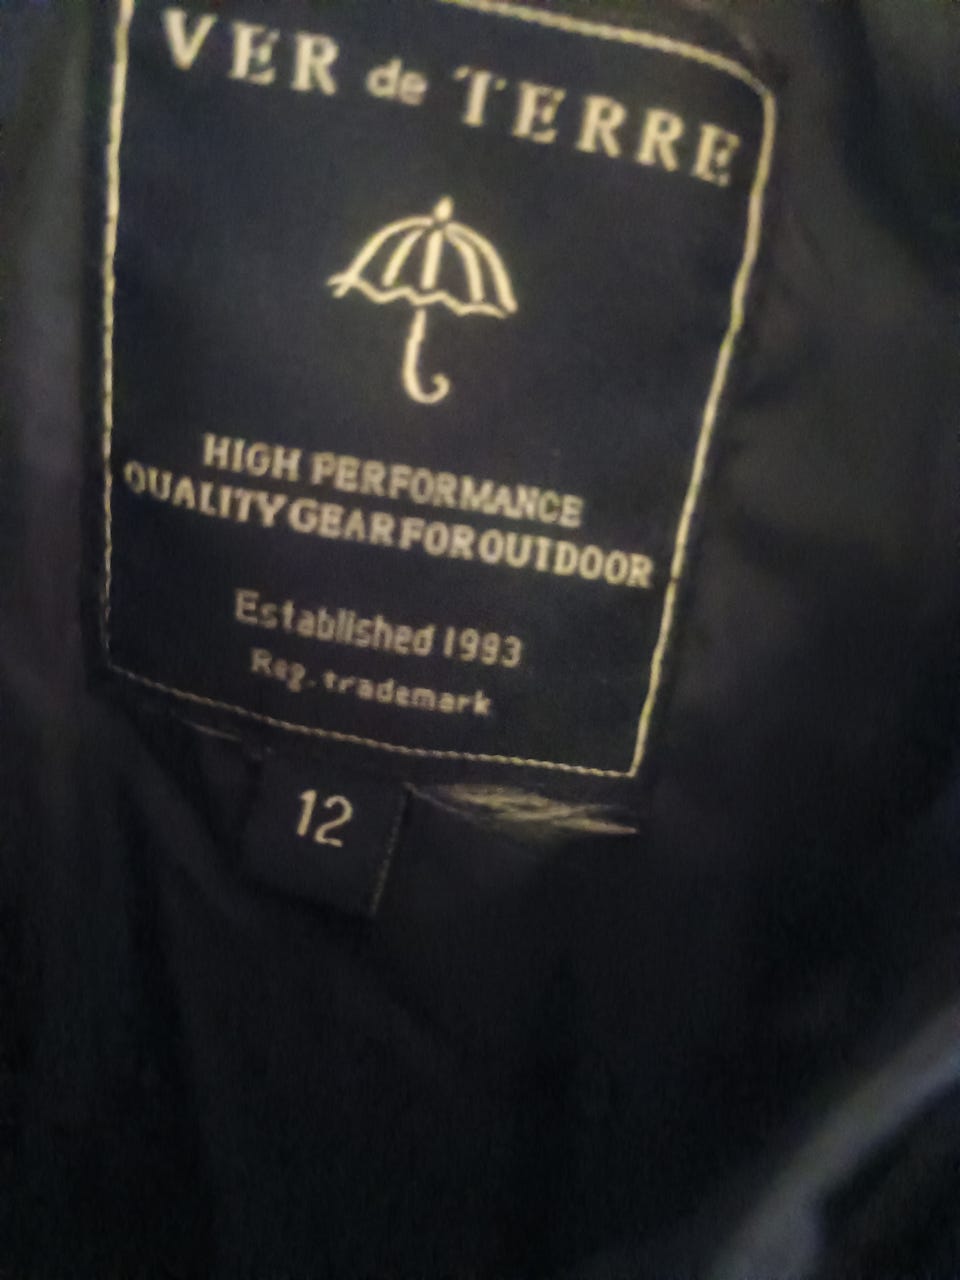 VER de TERRE
HIGH PERFORMANCE
QUALITY GEAR FOR OUTDOOR
Established 1993
Reg. trademark
12